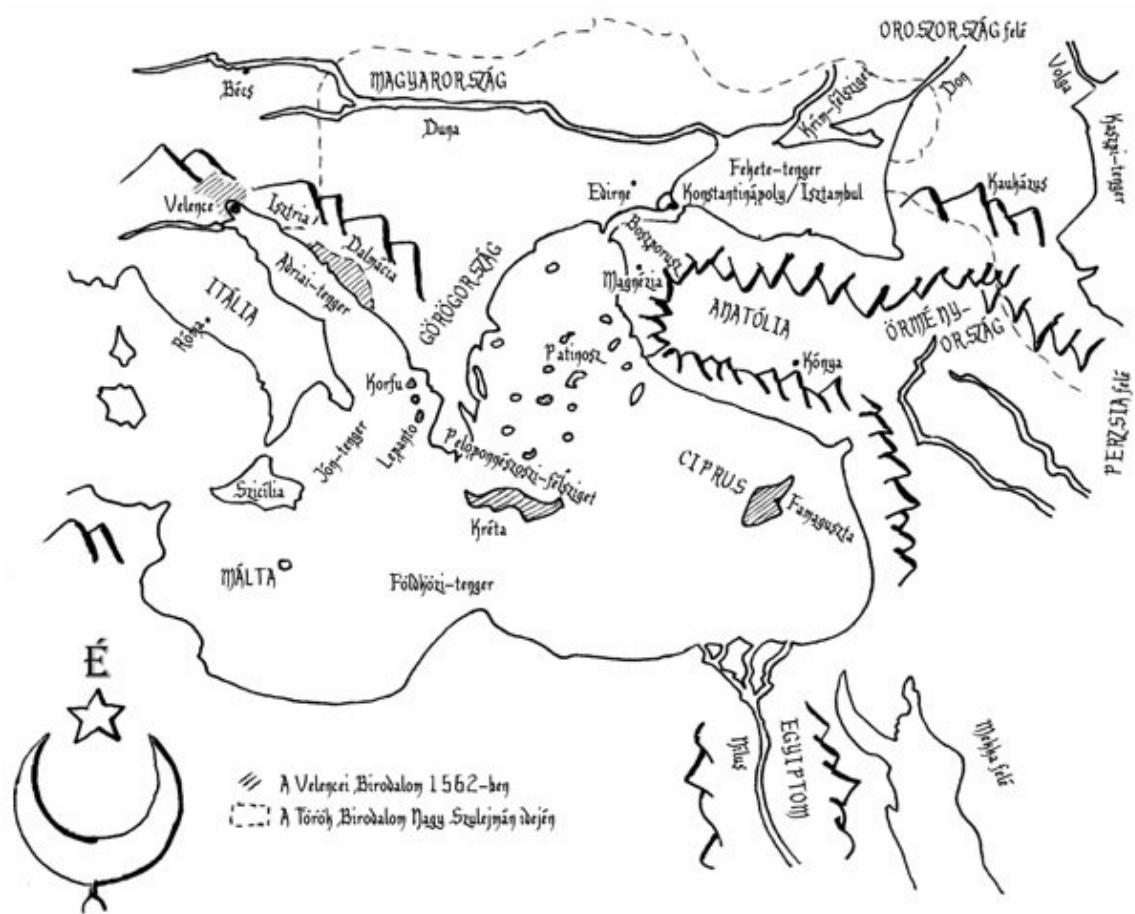 OROSZORSZÁG felé
MAGYARORSZÁG
Bécs
Volga
Don
Krím-félsziget
Duna
Kaszpi-tenger
Fekete-tenger
Edirne
Konstantinápoly/Isztambul
Kaukázus
Velence
Isztria
Dalmácia
Boszporusz
Adriai-tenger
GÖRÖGORSZÁG
Magnézia
ITÁLIA
ANATÓLIA
ÖRMÉNY-
ORSZÁG
Róma
Patinosz
Kónya
Korfu
PERZSIA felé
Lepanto
Jón-tenger
Peloponnészoszi-félsziget
CIPRUS
Szicília
Famaguszta
Kréta
MÁLTA
Földközi-tenger
É
EGYIPTOM
Nílus
Mekka felé
A Velencei Birodalom 1562-ben
A Török Birodalom Nagy Szulejmán idején